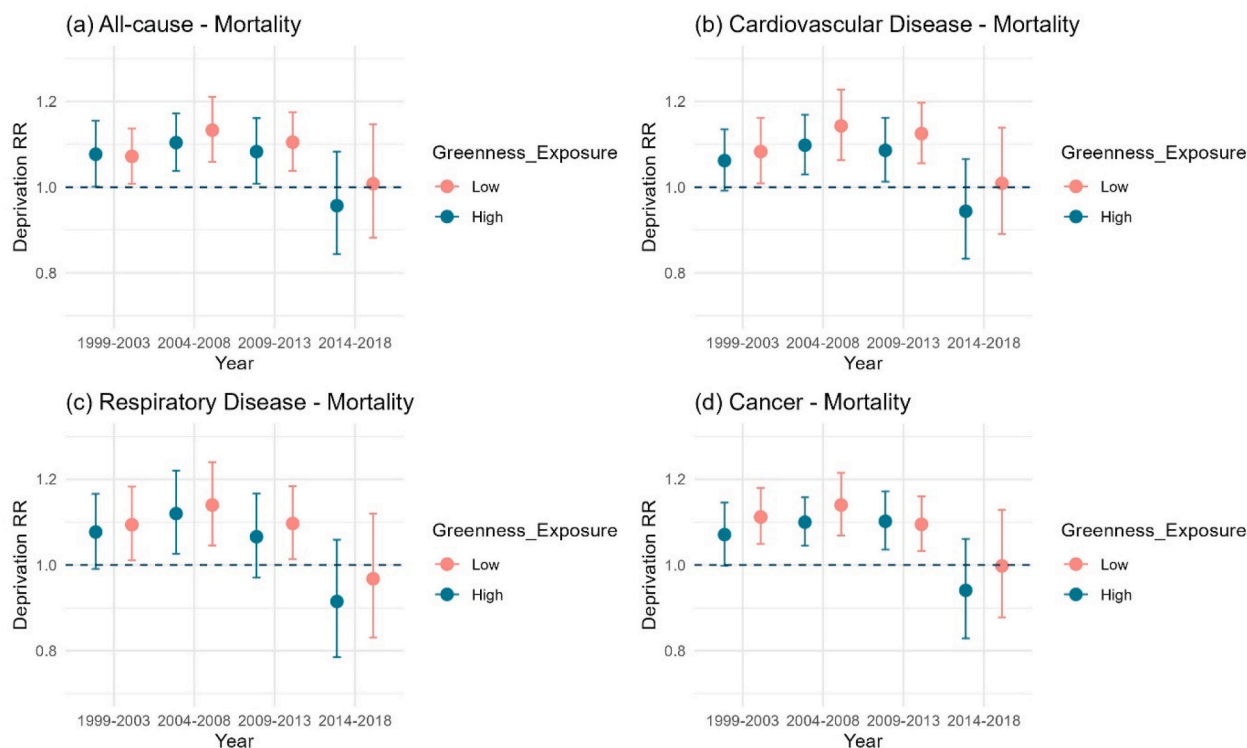 (a) All-cause - Mortality
1.2
1.0
0.8
Deprivation RR
1999-2003 2004-2008 2009-2013 2014-2018
Year
Greenness_Exposure
Low
High
(b) Cardiovascular Disease - Mortality
1.2
1.0
0.8
Deprivation RR
1999-2003 2004-2008 2009-2013 2014-2018
Year
Greenness_Exposure
Low
High
(c) Respiratory Disease - Mortality
1.2
1.0
0.8
Deprivation RR
1999-2003 2004-2008 2009-2013 2014-2018
Year
Greenness_Exposure
Low
High
(d) Cancer - Mortality
1.2
1.0
0.8
Deprivation RR
1999-2003 2004-2008 2009-2013 2014-2018
Year
Greenness_Exposure
Low
High